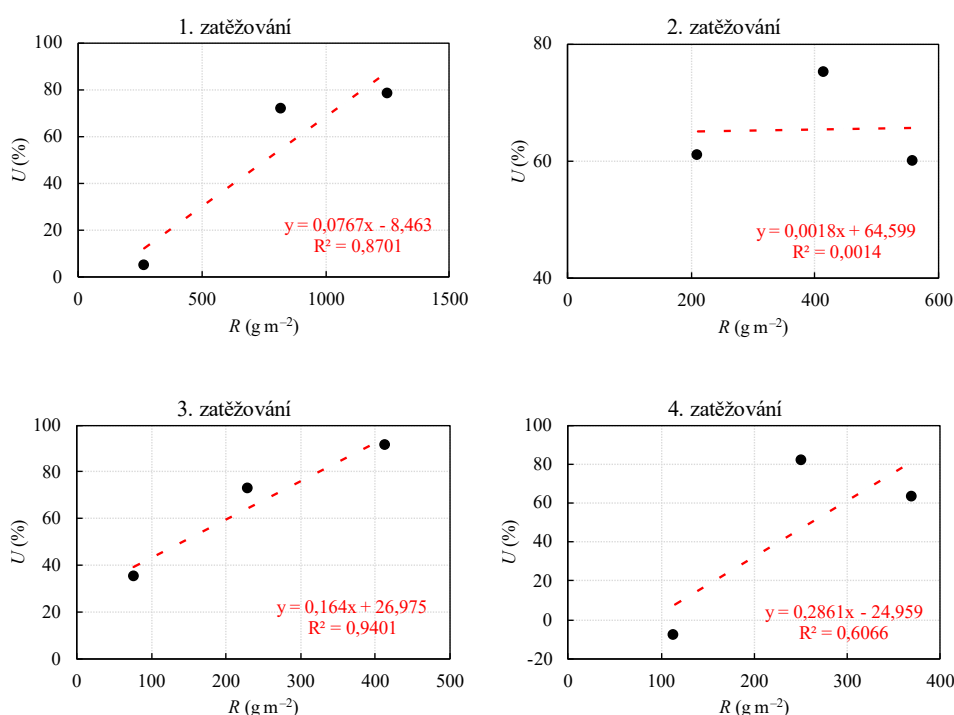 1. zatěžování
100
80
60
40
20
0
U (%)
y = 0,0767x - 8,463
R² = 0,8701
0 500 1000 1500
R (g m⁻²)
2. zatěžování
80
60
40
U (%)
y = 0,0018x + 64,599
R² = 0,0014
0 200 400 600
R (g m⁻²)
3. zatěžování
100
80
60
40
20
0
U (%)
y = 0,164x + 26,975
R² = 0,9401
0 100 200 300 400 500
R (g m⁻²)
4. zatěžování
100
80
60
40
20
0
-20
U (%)
y = 0,2861x - 24,959
R² = 0,6066
0 100 200 300 400
R (g m⁻²)